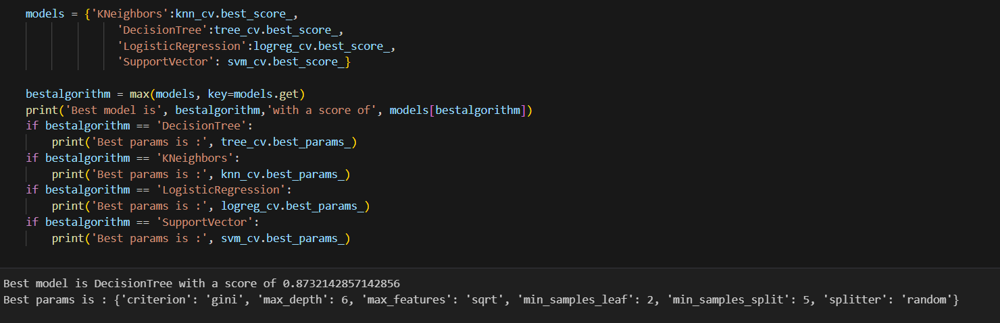 models = {'KNeighbors':knn_cv.best_score_,
'DecisionTree':tree_cv.best_score_,
'LogisticRegression':logreg_cv.best_score_,
'SupportVector': svm_cv.best_score_}
bestalgorithm = max(models, key=models.get)
print('Best model is', bestalgorithm,'with a score of', models[bestalgorithm])
if bestalgorithm == 'DecisionTree':
print('Best params is :', tree_cv.best_params_)
if bestalgorithm == 'KNeighbors':
print('Best params is :', knn_cv.best_params_)
if bestalgorithm == 'LogisticRegression':
print('Best params is :', logreg_cv.best_params_)
if bestalgorithm == 'SupportVector':
print('Best params is :', svm_cv.best_params_)
Best model is DecisionTree with a score of 0.8732142857142856
Best params is : {'criterion': 'gini', 'max_depth': 6, 'max_features': 'sqrt', 'min_samples_leaf': 2, 'min_samples_split': 5, 'splitter': 'random'}